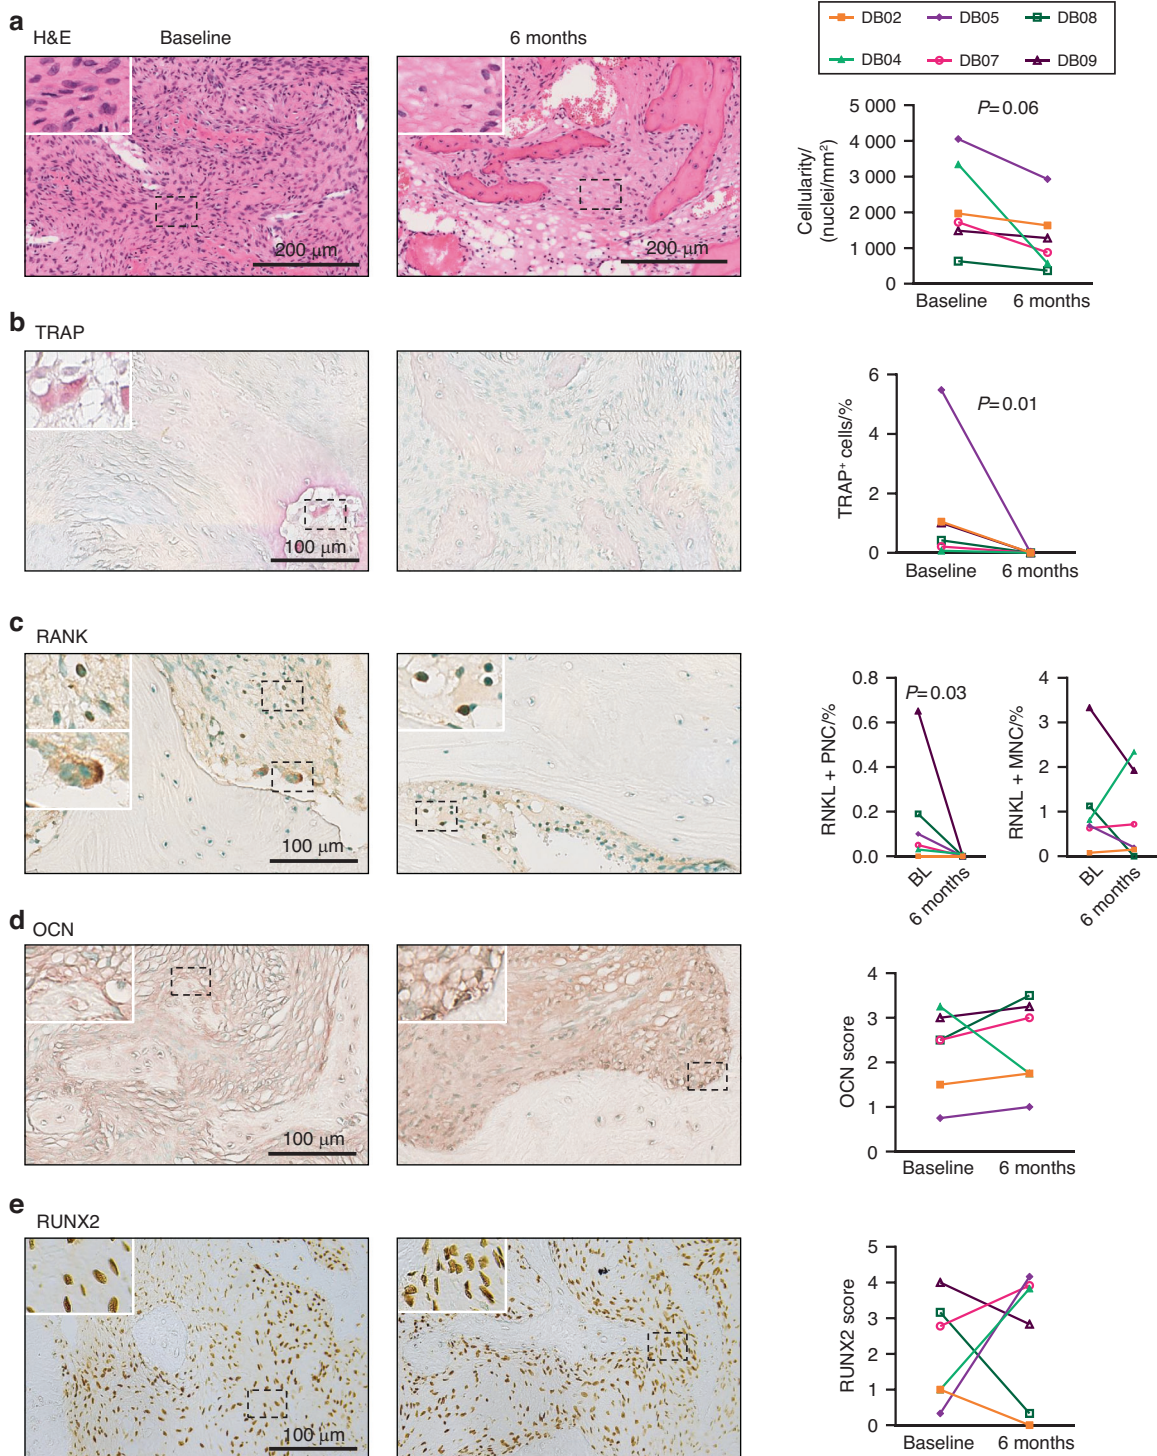 a
H&E
Baseline
6 months
200 μm
200 μm
DB02
DB05
DB08
DB04
DB07
DB09
5 000
4 000
3 000
2 000
1 000
0
Cellularity/
(nuclei/mm²)
P=0.06
Baseline
6 months
b
TRAP
100 μm
6
4
2
0
TRAP⁺ cells/%
P=0.01
Baseline
6 months
c
RANK
100 μm
0.8
0.6
0.4
0.2
0.0
RNKL + PNC/%
P=0.03
BL
6 months
4
3
2
1
0
RNKL + MNC/%
BL
6 months
d
OCN
100 μm
4
3
2
1
0
OCN score
Baseline
6 months
e
RUNX2
100 μm
5
4
3
2
1
0
RUNX2 score
Baseline
6 months